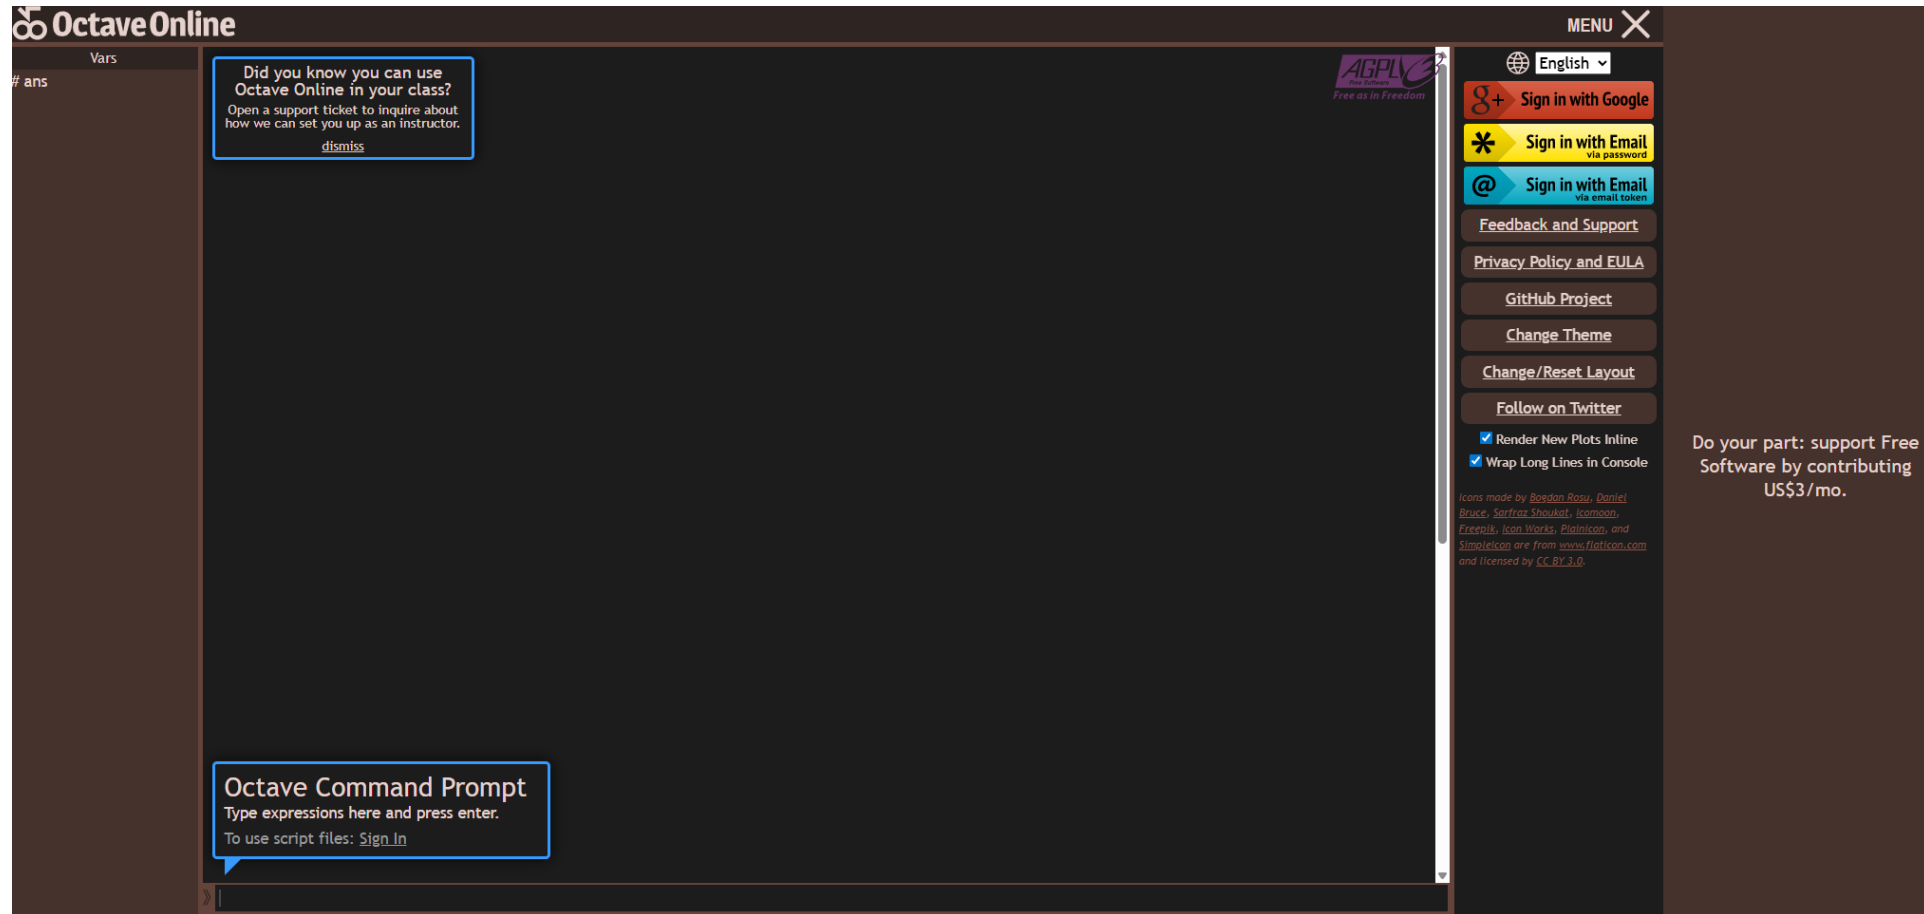 Octave Online
MENU
Vars
# ans
Did you know you can use
Octave Online in your class?
Open a support ticket to inquire about
how we can set you up as an instructor.
dismiss
AGPLv3
Free Software
Free as in Freedom
English
g+ Sign in with Google
* Sign in with Email
via password
@ Sign in with Email
via email token
Feedback and Support
Privacy Policy and EULA
GitHub Project
Change Theme
Change/Reset Layout
Follow on Twitter
Render New Plots Inline
Wrap Long Lines in Console
Icons made by Bogdan Rosu, Daniel
Bruce, Sarfraz Shoukat, Icomoon,
Freepik, Icon Works, Plainicon, and
SimpleIcon are from www.flaticon.com
and licensed by CC BY 3.0.
Do your part: support Free
Software by contributing
US$3/mo.
Octave Command Prompt
Type expressions here and press enter.
To use script files: Sign In